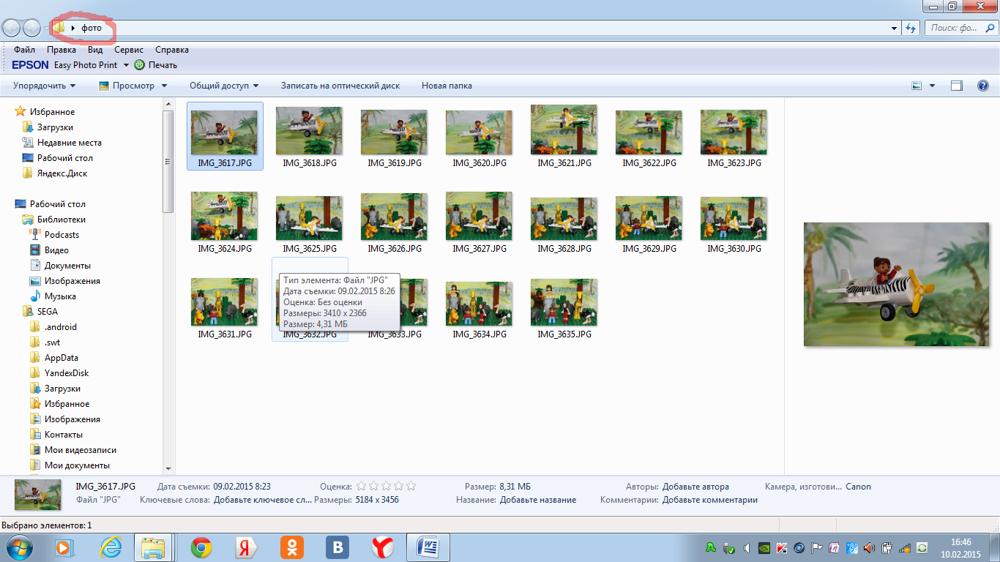 фото
Поиск: фо...
Файл Правка Вид Сервис Справка
EPSON Easy Photo Print Печать
Упорядочить Просмотр Общий доступ Записать на оптический диск Новая папка
Избранное
Загрузки
Недавние места
Рабочий стол
Яндекс.Диск
Рабочий стол
Библиотеки
Podcasts
Видео
Документы
Изображения
Музыка
SEGA
.android
.swt
AppData
YandexDisk
Загрузки
Избранное
Изображения
Контакты
Мои видеозаписи
Мои документы
IMG_3617.JPG IMG_3618.JPG IMG_3619.JPG IMG_3620.JPG IMG_3621.JPG IMG_3622.JPG IMG_3623.JPG
IMG_3624.JPG IMG_3625.JPG IMG_3626.JPG IMG_3627.JPG IMG_3628.JPG IMG_3629.JPG IMG_3630.JPG
Тип элемента: Файл "JPG"
Дата съемки: 09.02.2015 8:26
Оценка: Без оценки
Размеры: 3410 x 2366
Размер: 4,31 МБ
IMG_3631.JPG IMG_3632.JPG IMG_3633.JPG IMG_3634.JPG IMG_3635.JPG
IMG_3617.JPG Дата съемки: 09.02.2015 8:23 Оценка: Размер: 8,31 МБ Авторы: Добавьте автора Камера, изготови... Canon
Файл "JPG" Ключевые слова: Добавьте ключевое сл... Размеры: 5184 x 3456 Название: Добавьте название Комментарии: Добавьте комментарии
Выбрано элементов: 1
16:46
10.02.2015